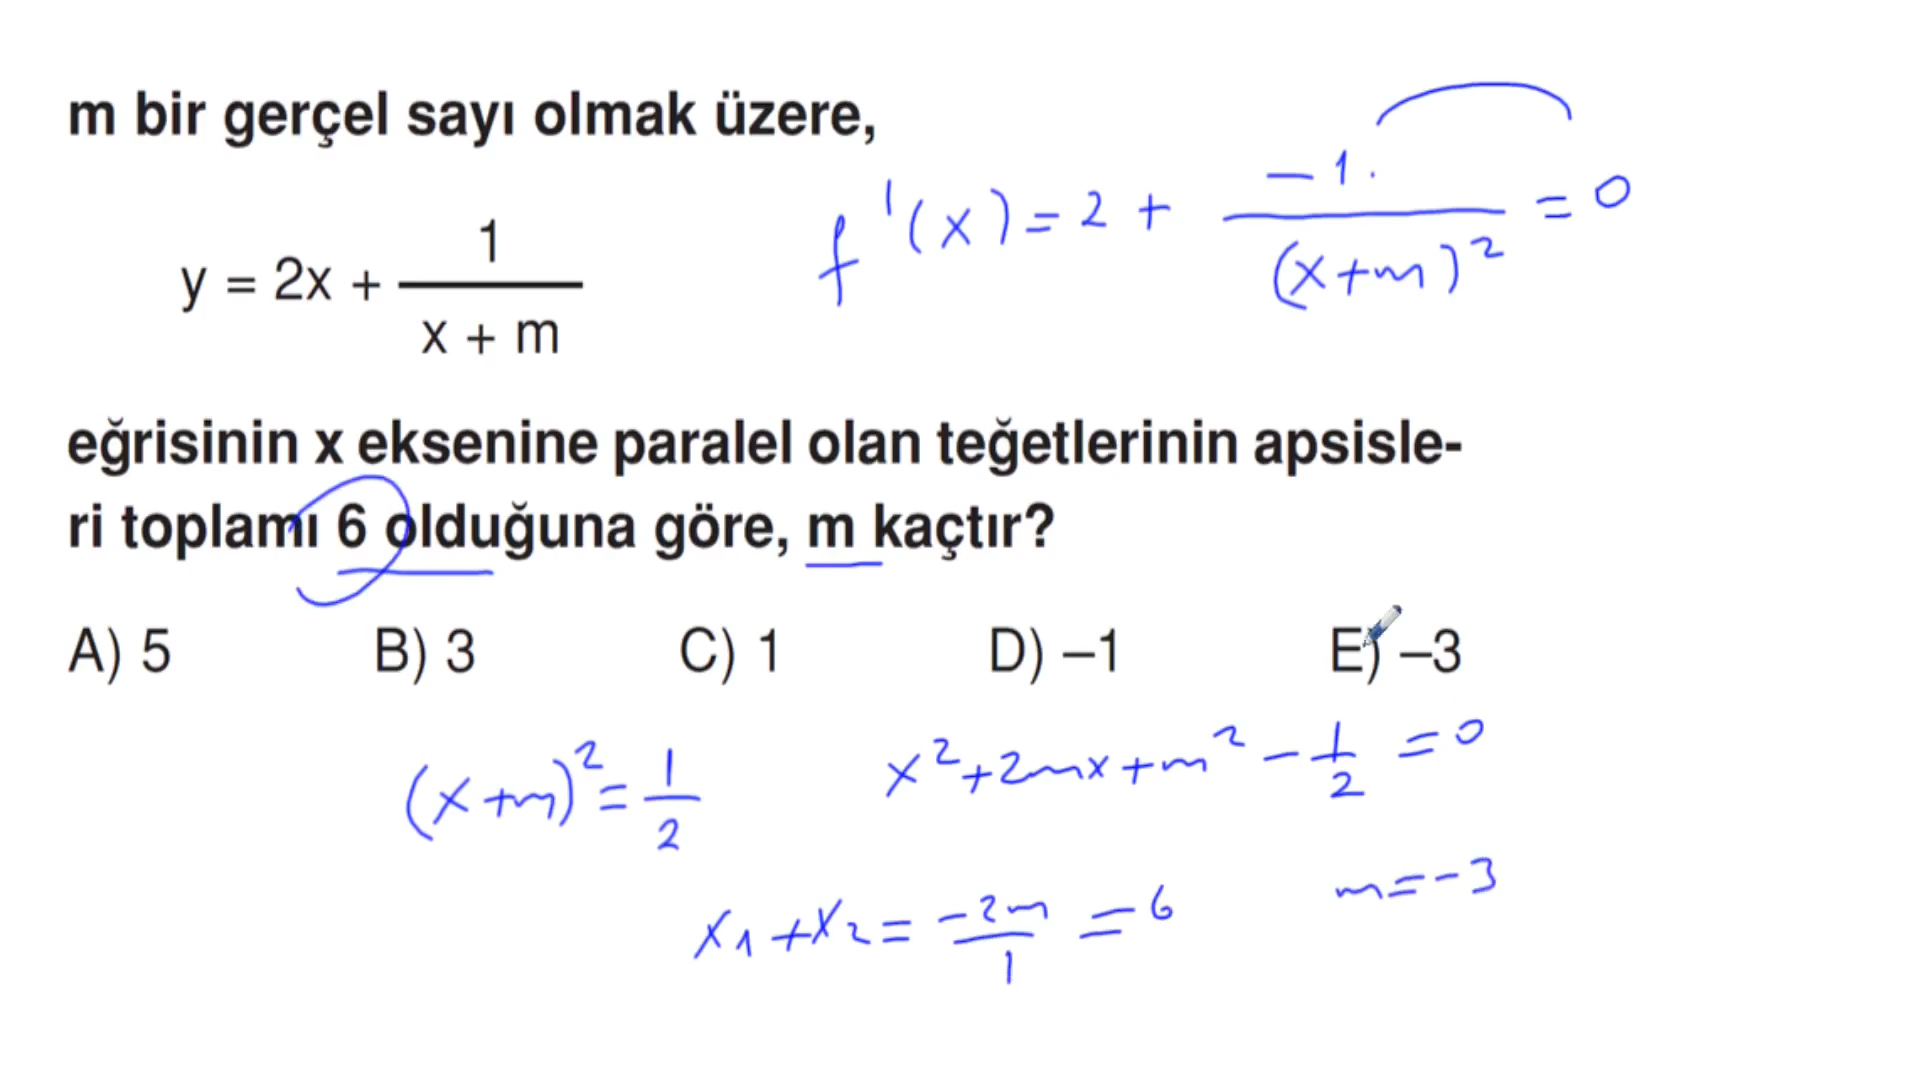 m bir gerçel sayı olmak üzere,
y = 2x + 1 / (x + m)
f'(x) = 2 + -1. / (x+m)² = 0
eğrisinin x eksenine paralel olan teğetlerinin apsisle-
ri toplamı 6 olduğuna göre, m kaçtır?
A) 5 B) 3 C) 1 D) –1 E) –3
(x+m)² = 1/2
x² + 2mx + m² - 1/2 = 0
x₁ + x₂ = -2m/1 = 6
m = -3